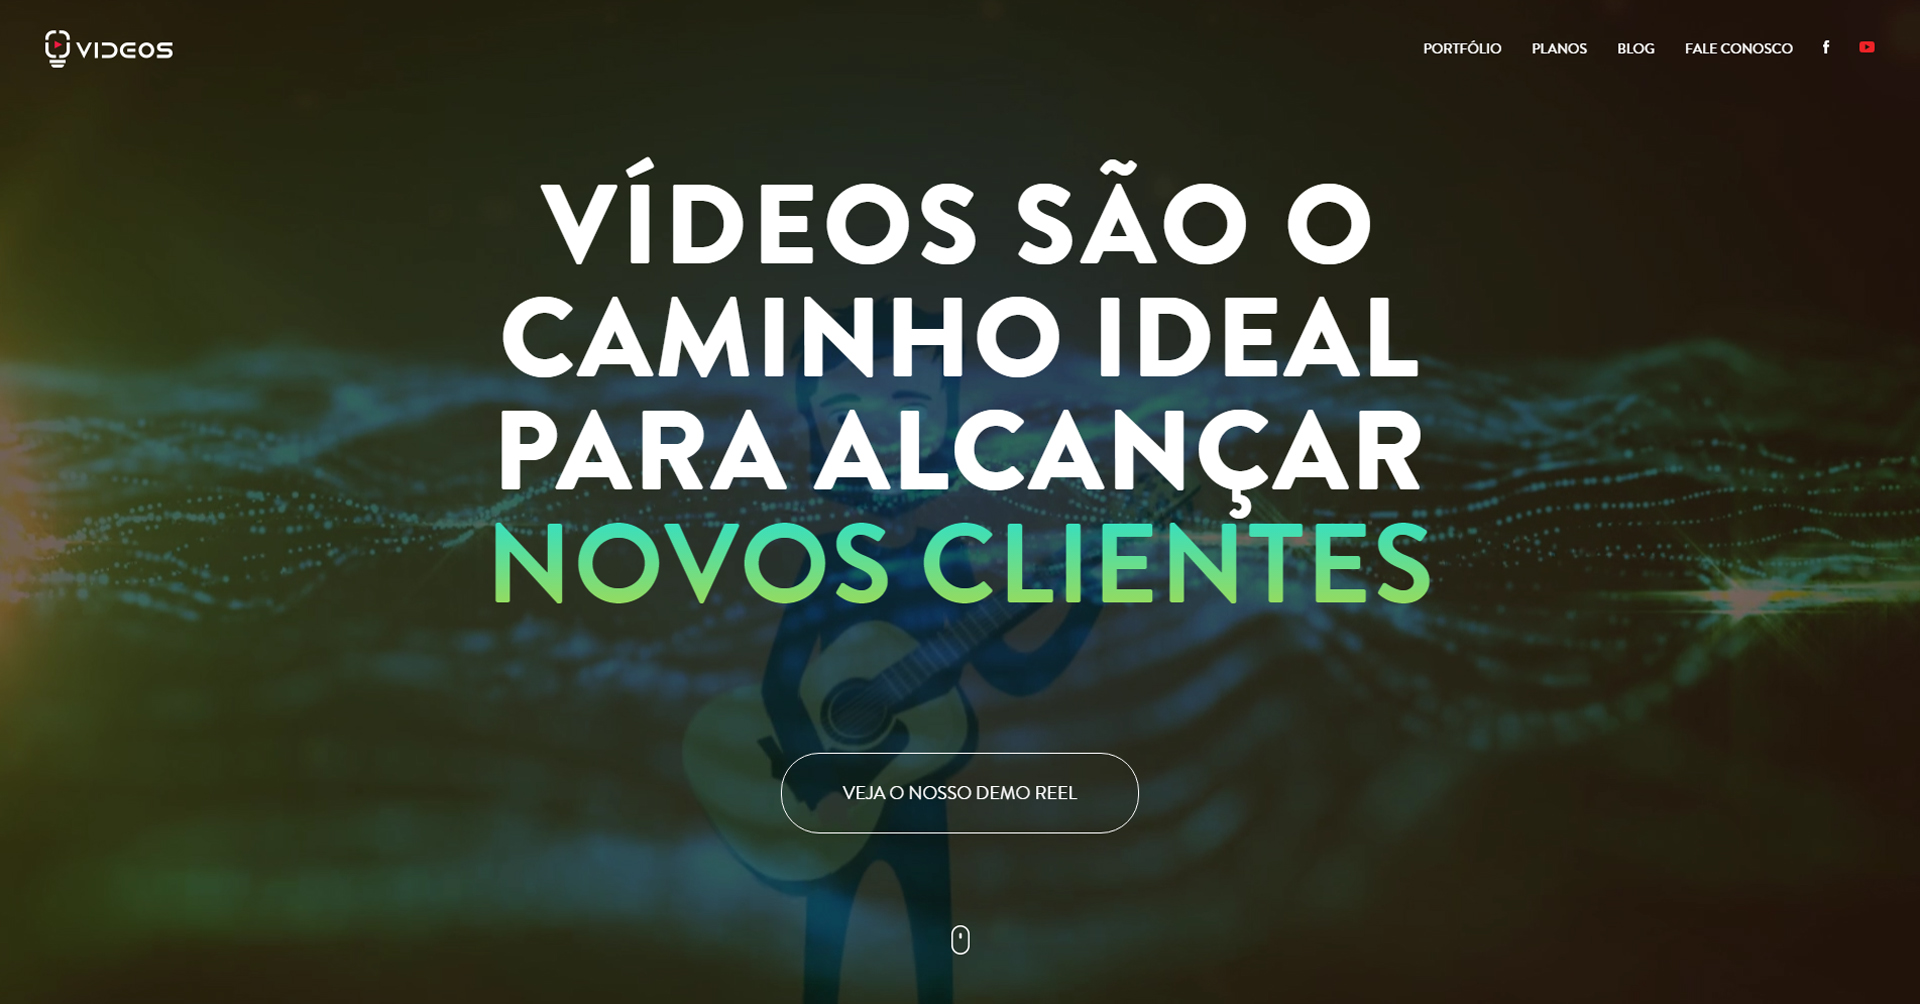 VIDEOS
PORTFÓLIO PLANOS BLOG FALE CONOSCO
VÍDEOS SÃO O
CAMINHO IDEAL
PARA ALCANÇAR
NOVOS CLIENTES
VEJA O NOSSO DEMO REEL